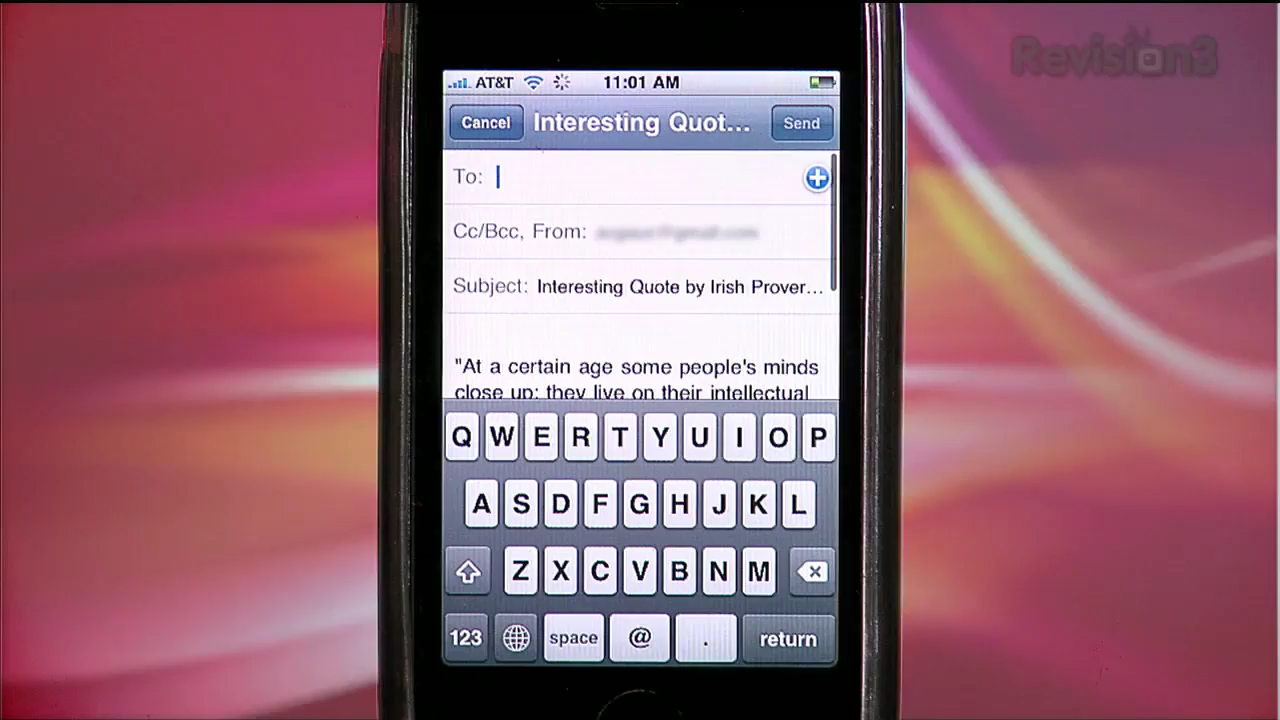 Revision3
AT&T 11:01 AM
Cancel Interesting Quot... Send
To:
Cc/Bcc, From:
Subject: Interesting Quote by Irish Prover...
"At a certain age some people's minds
close up; they live on their intellectual
Q W E R T Y U I O P
A S D F G H J K L
Z X C V B N M
123 space @ . return